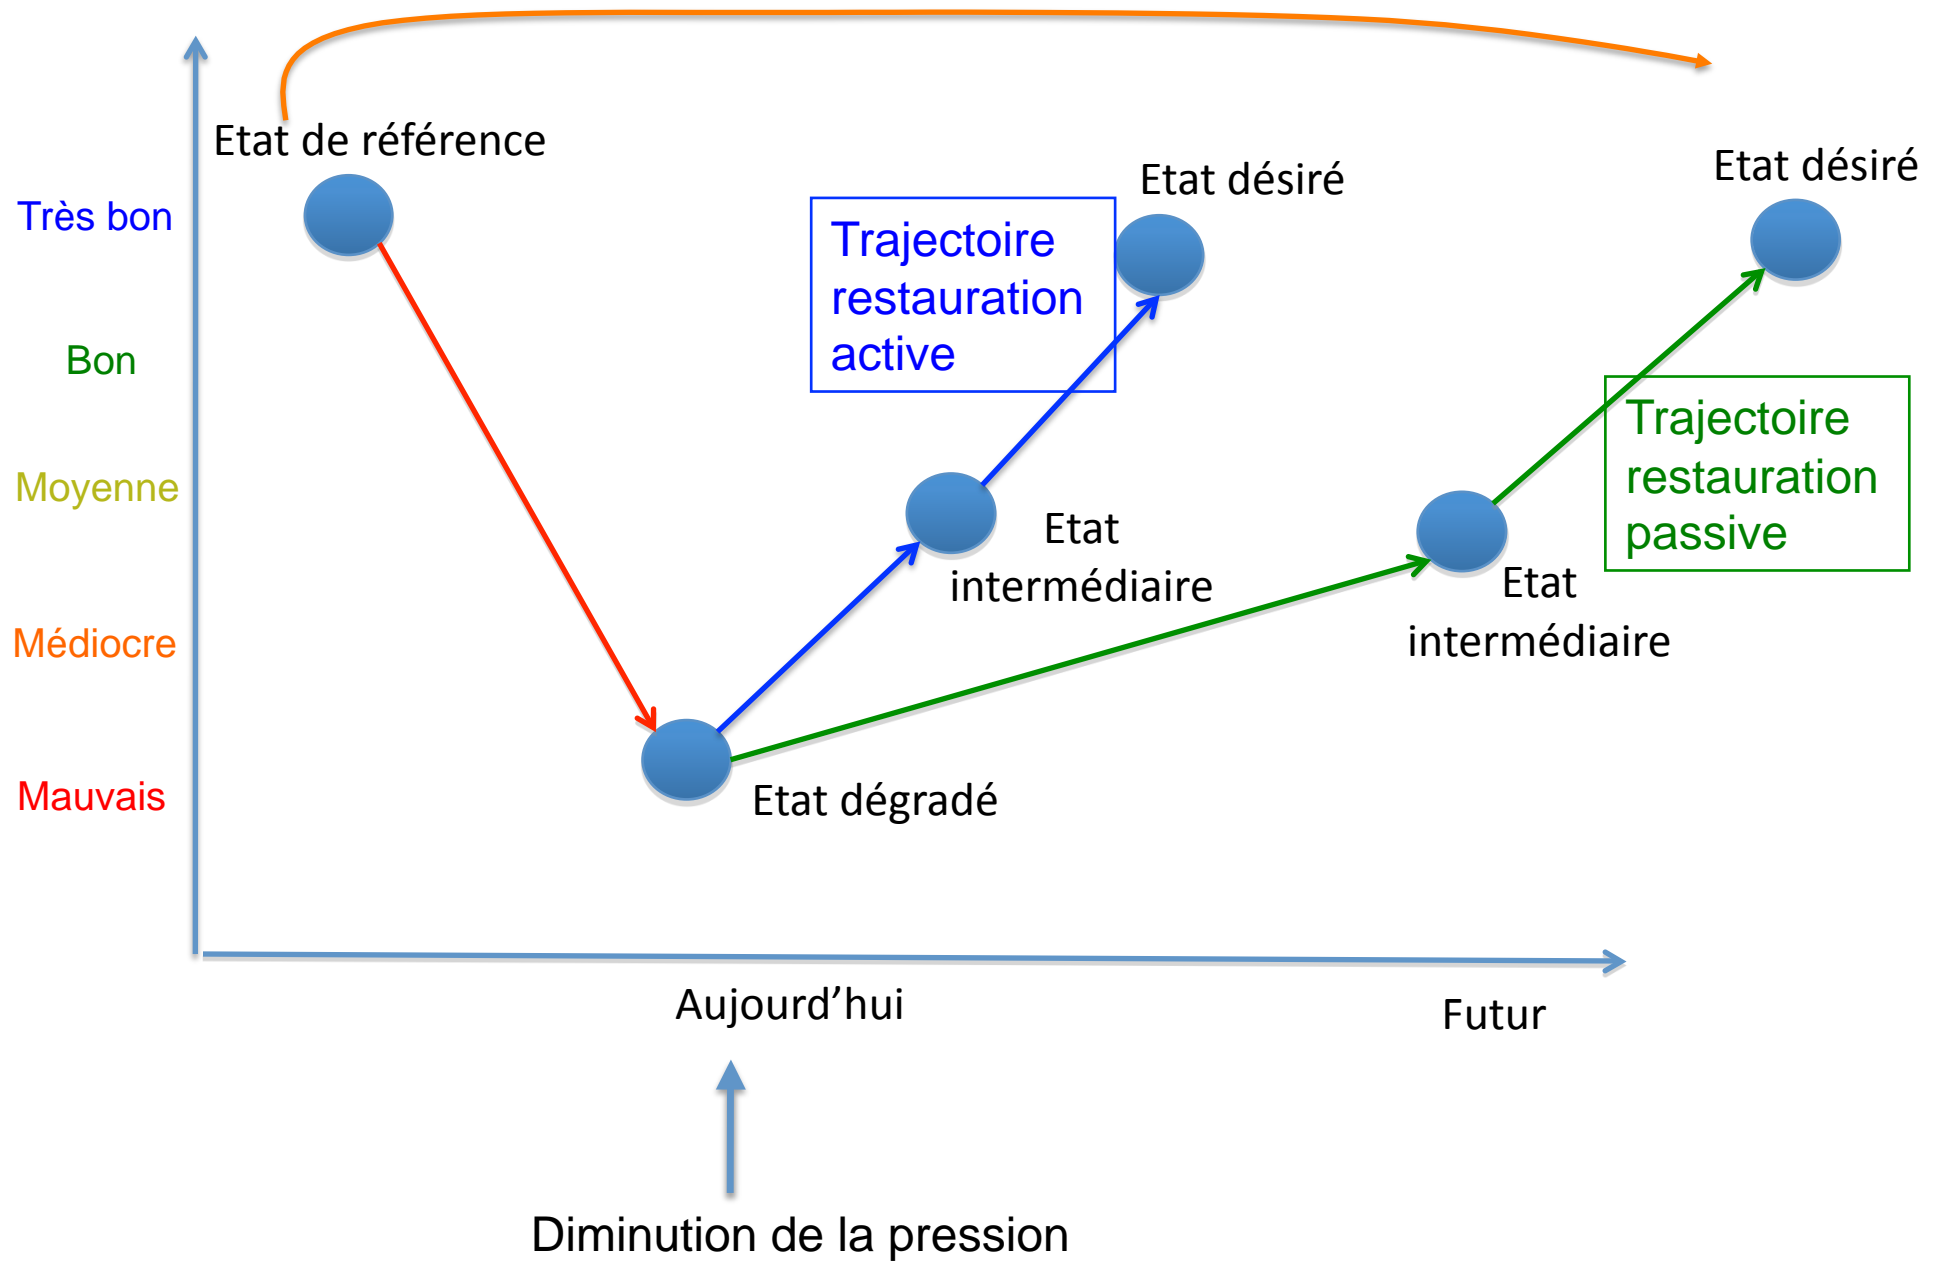 Etat de référence
Etat désiré
Etat désiré
Très bon
Trajectoire
restauration
active
Bon
Trajectoire
restauration
passive
Moyenne
Etat
intermédiaire
Etat
intermédiaire
Médiocre
Mauvais
Etat dégradé
Aujourd’hui
Futur
Diminution de la pression